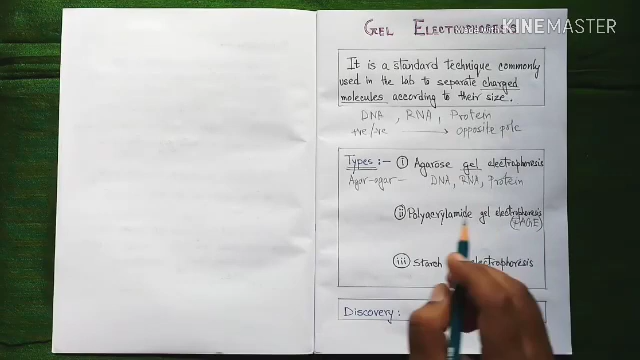 GEL ELECTROPHORESIS
KINEMASTER
It is a standard technique commonly
used in the lab to separate charged
molecules according to their size.
DNA, RNA, Protein
+ve/-ve → opposite pole
Types:- (i) Agarose gel electrophoresis
Agar-agar- DNA, RNA, Protein
(ii) Polyacrylamide gel electrophoresis
(PAGE)
(iii) Starch electrophoresis
Discovery: